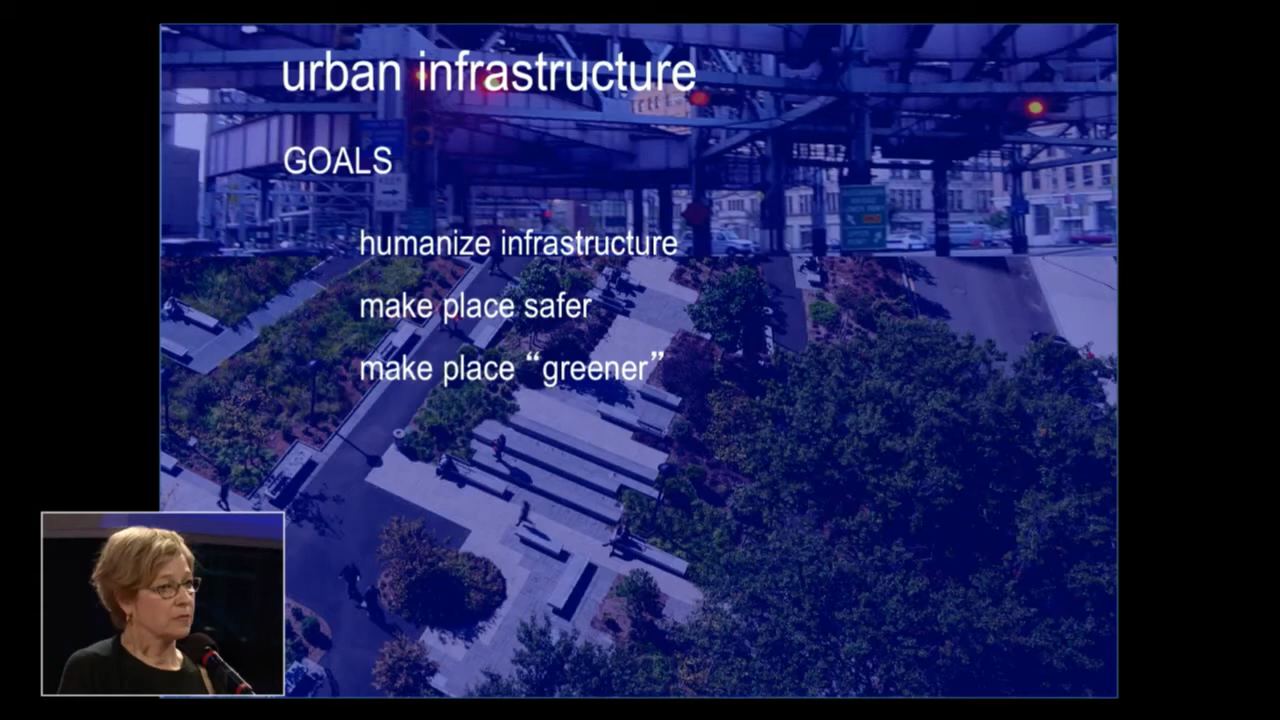 urban infrastructure
GOALS
humanize infrastructure
make place safer
make place “greener”